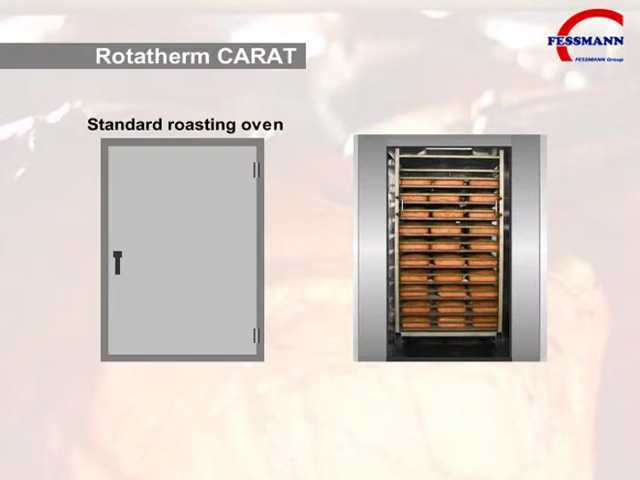 Rotatherm CARAT
FESSMANN
FESSMANN Group
Standard roasting oven